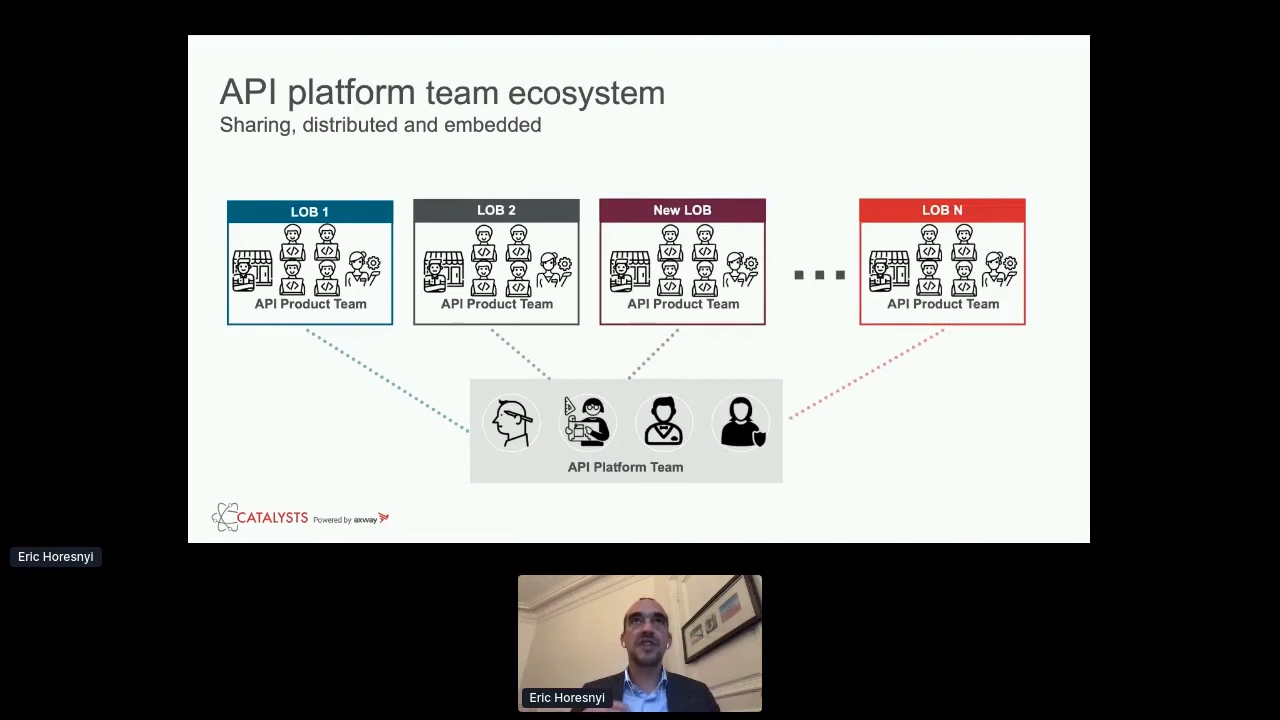 API platform team ecosystem
Sharing, distributed and embedded
LOB 1
LOB 2
New LOB
LOB N
API Product Team
API Product Team
API Product Team
API Product Team
API Platform Team
CATALYSTS Powered by axway
Eric Horesnyi
Eric Horesnyi